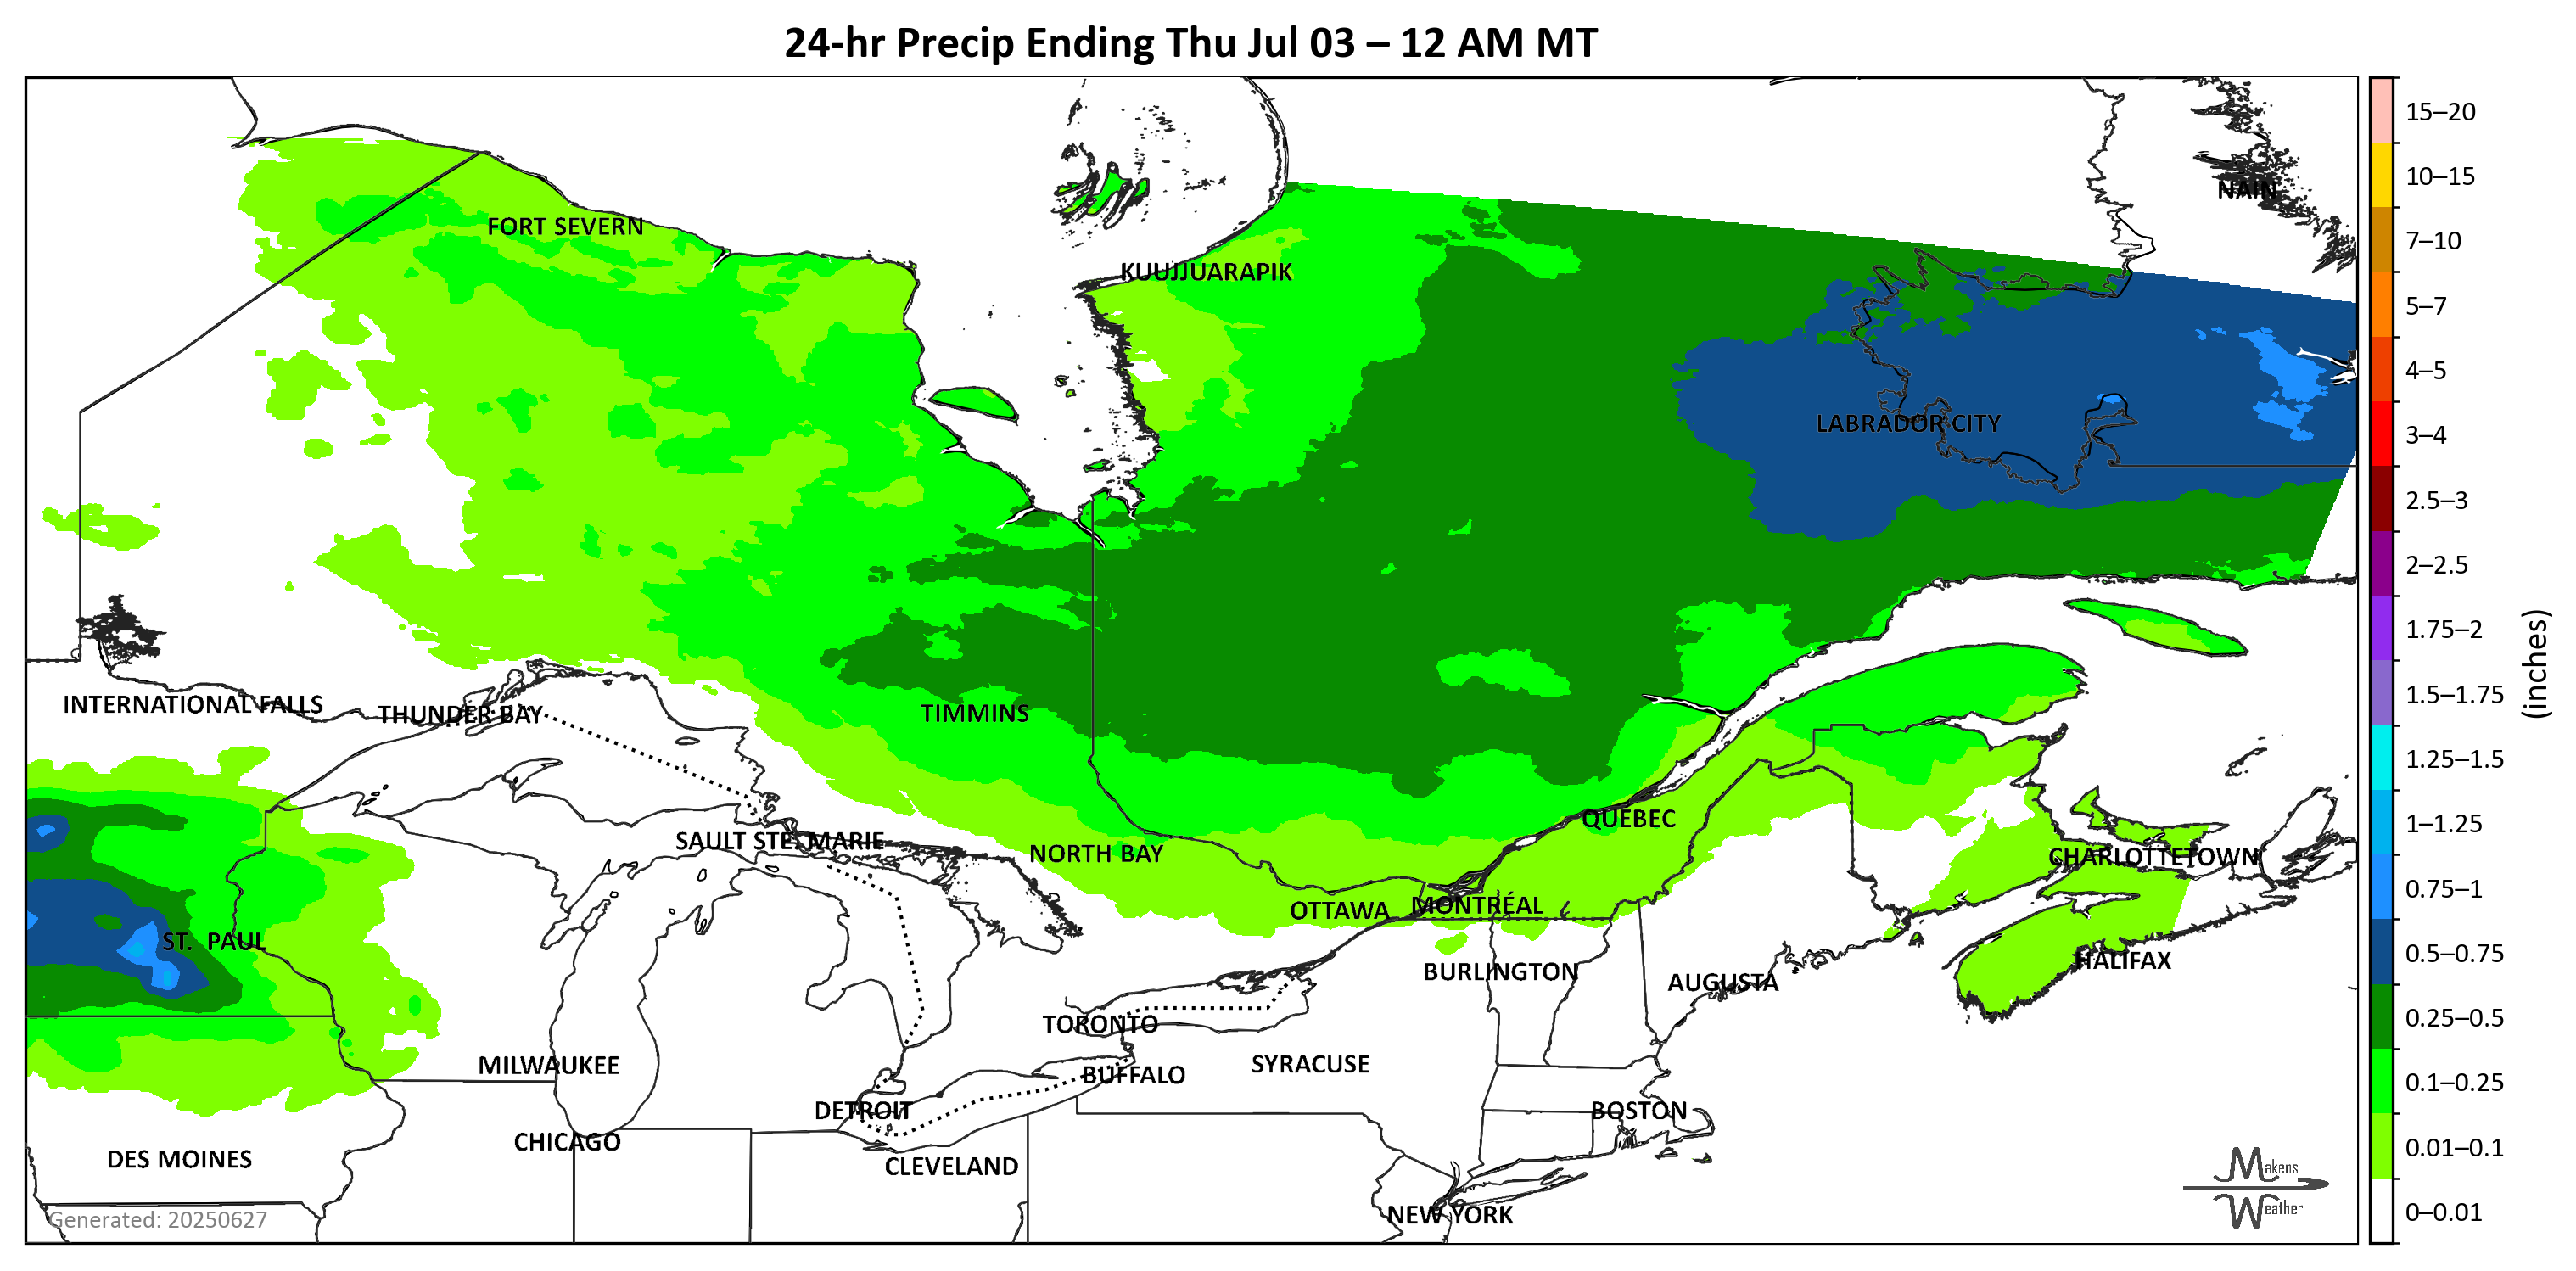 24-hr Precip Ending Thu Jul 03 – 12 AM MT
NAIN
FORT SEVERN
KUUJJUARAPIK
LABRADOR CITY
INTERNATIONAL FALLS
THUNDER BAY
TIMMINS
SAULT STE. MARIE
NORTH BAY
QUEBEC
CHARLOTTETOWN
OTTAWA
MONTRÉAL
ST. PAUL
HALIFAX
BURLINGTON
AUGUSTA
TORONTO
MILWAUKEE
BUFFALO
SYRACUSE
DETROIT
BOSTON
CHICAGO
DES MOINES
CLEVELAND
NEW YORK
Generated: 20250627
Makens
Weather
15–20
10–15
7–10
5–7
4–5
3–4
2.5–3
2–2.5
1.75–2
1.5–1.75
1.25–1.5
1–1.25
0.75–1
0.5–0.75
0.25–0.5
0.1–0.25
0.01–0.1
0–0.01
(inches)